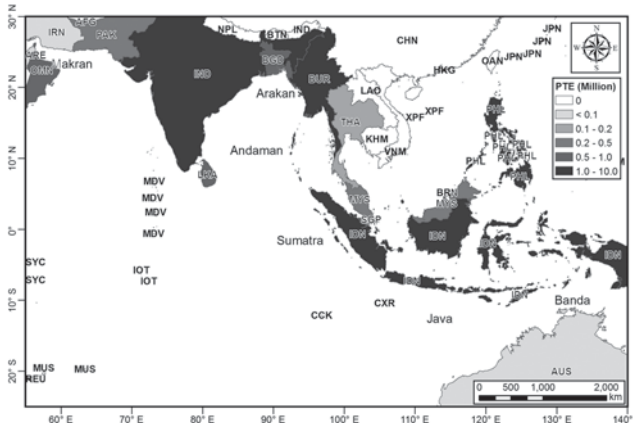 30° N
20° N
10° N
0°
10° S
20° S
60° E
70° E
80° E
90° E
100° E
110° E
120° E
130° E
140°
AFG
IRN
PAK
OMN
Makran
NPL
BTN
IND
BGD
IND
BUR
Arakan
CHN
HKG
OAN
JPN
JPN
JPN
JPN
LAO
THA
XPF
XPF
KHM
VNM
Andaman
LKA
PHL
PHL
PHL
MDV
MDV
MDV
MDV
BRN
MYS
MYS
SGP
Sumatra
IDN
IDN
IDN
IDN
IDN
SYC
SYC
IOT
IOT
CXR
CCK
Java
Banda
MUS
MUS
REU
AUS
PTE (Million)
0
< 0.1
0.1 - 0.2
0.2 - 0.5
0.5 - 1.0
1.0 - 10.0
0 500 1,000 2,000
km